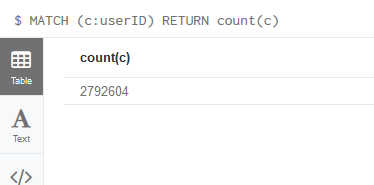 $ MATCH (c:userID) RETURN count(c)
count(c)
Table
2792604
A
Text
</>